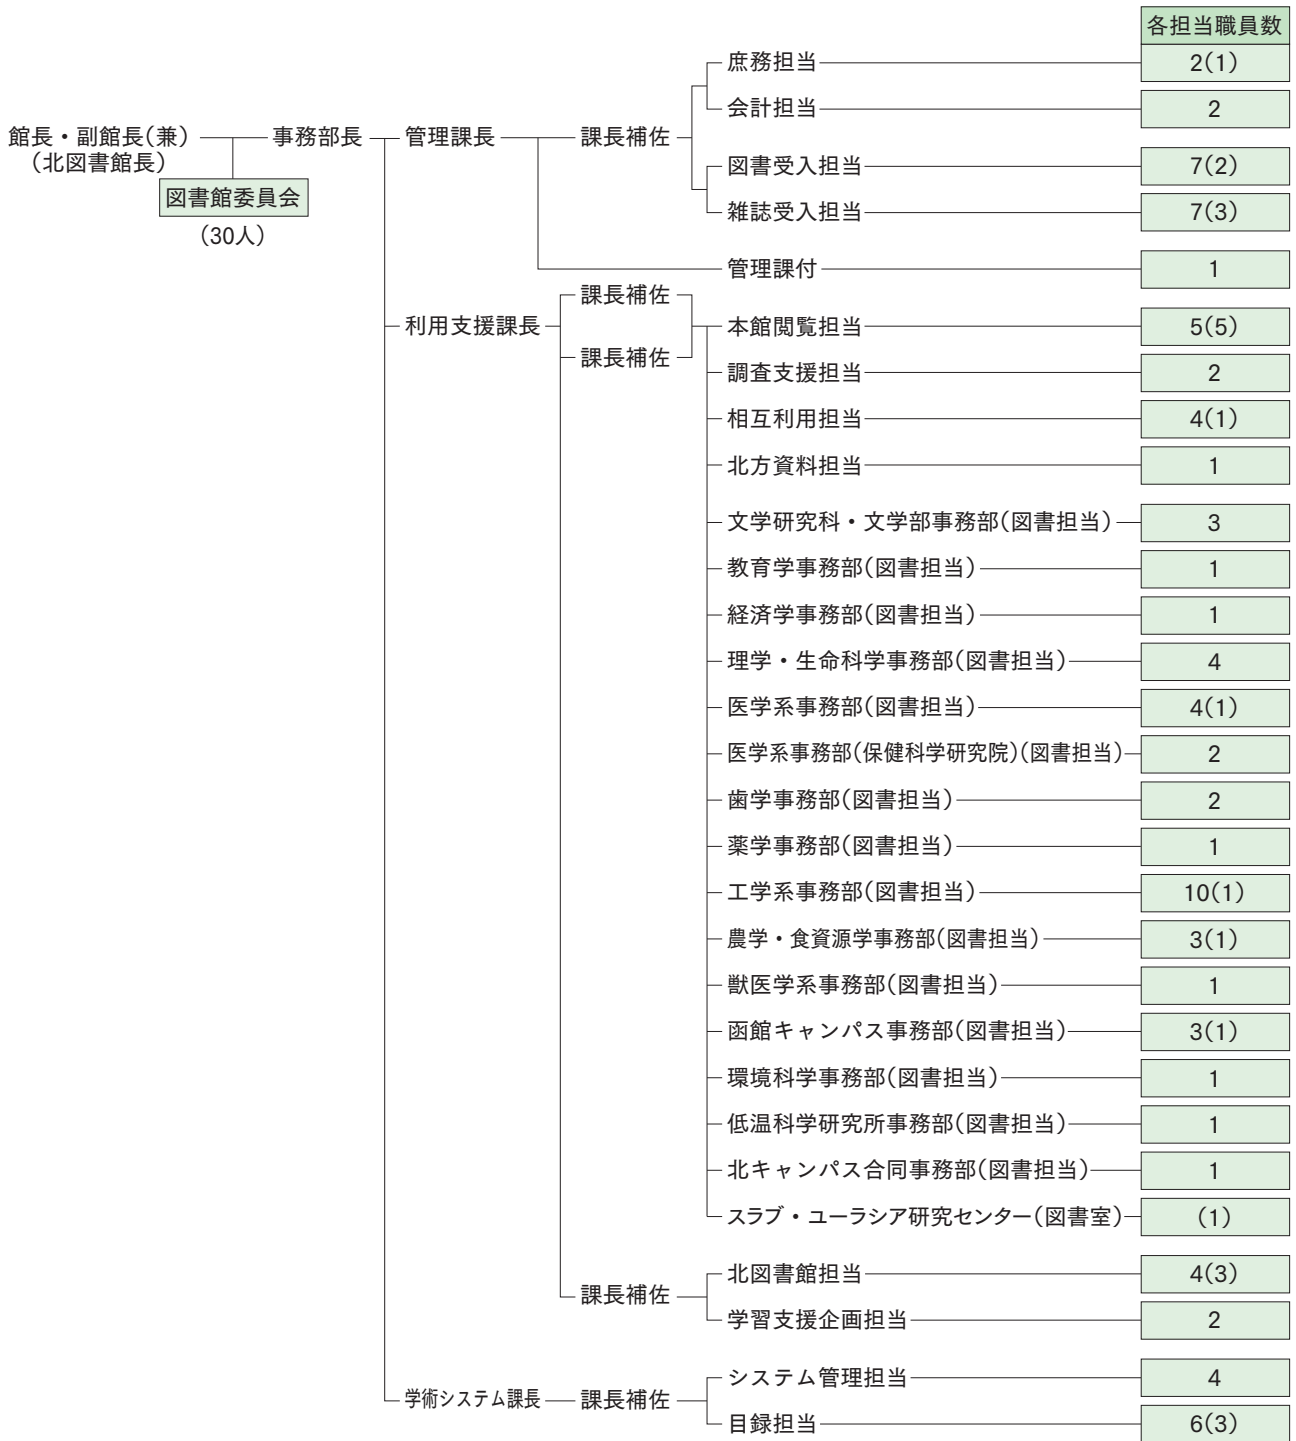 各担当職員数
庶務担当 2(1)
会計担当 2
館長・副館長(兼) 事務部長 管理課長 課長補佐
(北図書館長)
図書館委員会
(30人)
図書受入担当 7(2)
雑誌受入担当 7(3)
管理課付 1
課長補佐
利用支援課長
課長補佐
本館閲覧担当 5(5)
調査支援担当 2
相互利用担当 4(1)
北方資料担当 1
文学研究科・文学部事務部(図書担当) 3
教育学事務部(図書担当) 1
経済学事務部(図書担当) 1
理学・生命科学事務部(図書担当) 4
医学系事務部(図書担当) 4(1)
医学系事務部(保健科学研究院)(図書担当) 2
歯学事務部(図書担当) 2
薬学事務部(図書担当) 1
工学系事務部(図書担当) 10(1)
農学・食資源学事務部(図書担当) 3(1)
獣医学系事務部(図書担当) 1
函館キャンパス事務部(図書担当) 3(1)
環境科学事務部(図書担当) 1
低温科学研究所事務部(図書担当) 1
北キャンパス合同事務部(図書担当) 1
スラブ・ユーラシア研究センター(図書室) (1)
課長補佐
北図書館担当 4(3)
学習支援企画担当 2
学術システム課長 課長補佐
システム管理担当 4
目録担当 6(3)